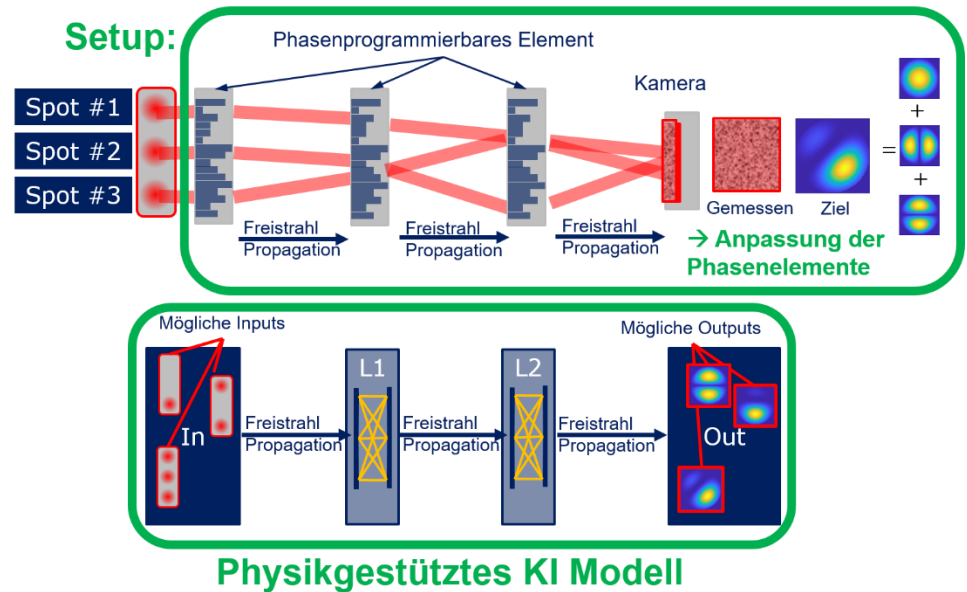 Setup:
Phasenprogrammierbares Element
Kamera
Spot #1
Spot #2
Spot #3
+
=
+
Gemessen
Ziel
Freistrahl
Propagation
Freistrahl
Propagation
Freistrahl
Propagation
→ Anpassung der
Phasenelemente
Mögliche Inputs
Mögliche Outputs
In
L1
L2
Out
Freistrahl
Propagation
Freistrahl
Propagation
Freistrahl
Propagation
Physikgestütztes KI Modell